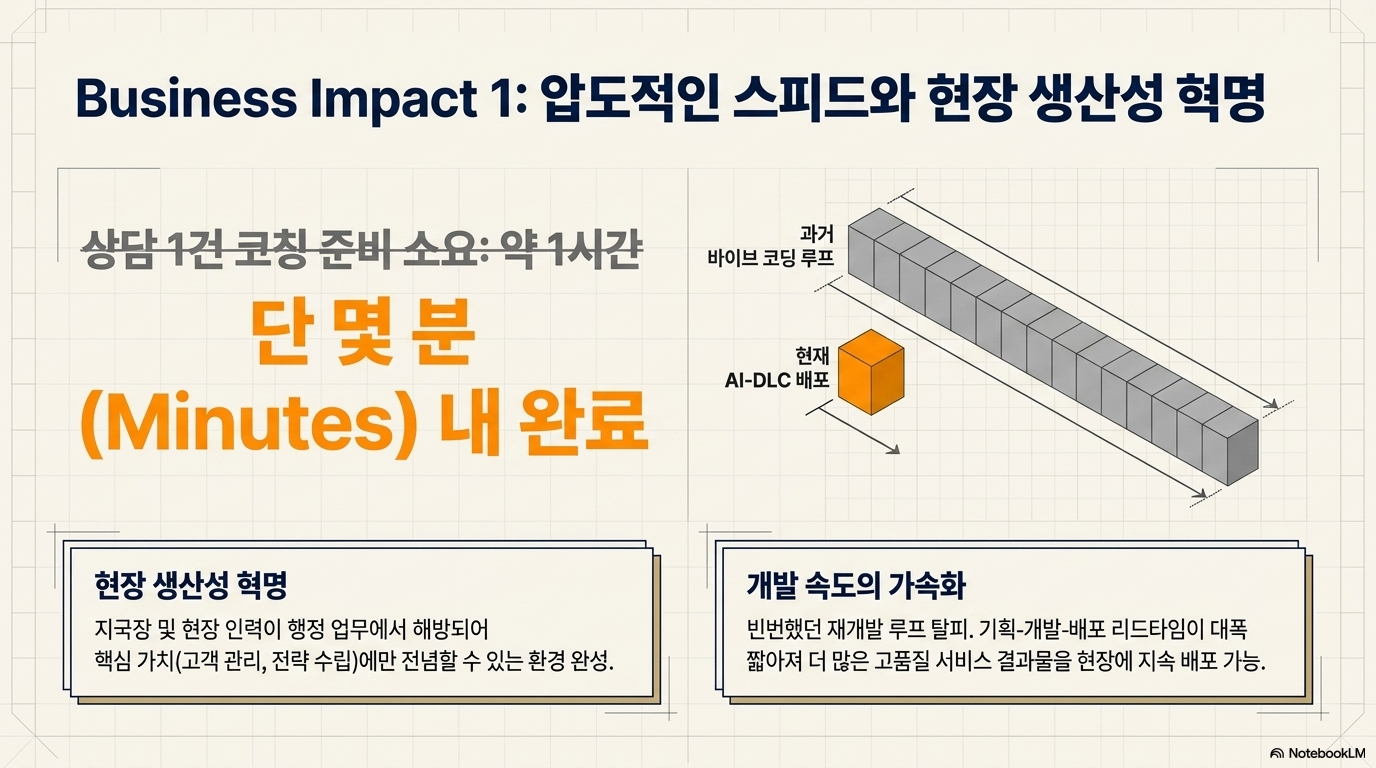 Business Impact 1: 압도적인 스피드와 현장 생산성 혁명
상담 1건 코칭 준비 소요: 약 1시간
단 몇 분
(Minutes) 내 완료
과거
바이브 코딩 루프
현재
AI-DLC 배포
현장 생산성 혁명
지국장 및 현장 인력이 행정 업무에서 해방되어
핵심 가치(고객 관리, 전략 수립)에만 전념할 수 있는 환경 완성.
개발 속도의 가속화
빈번했던 재개발 루프 탈피. 기획-개발-배포 리드타임이 대폭
짧아져 더 많은 고품질 서비스 결과물을 현장에 지속 배포 가능.
NotebookLM